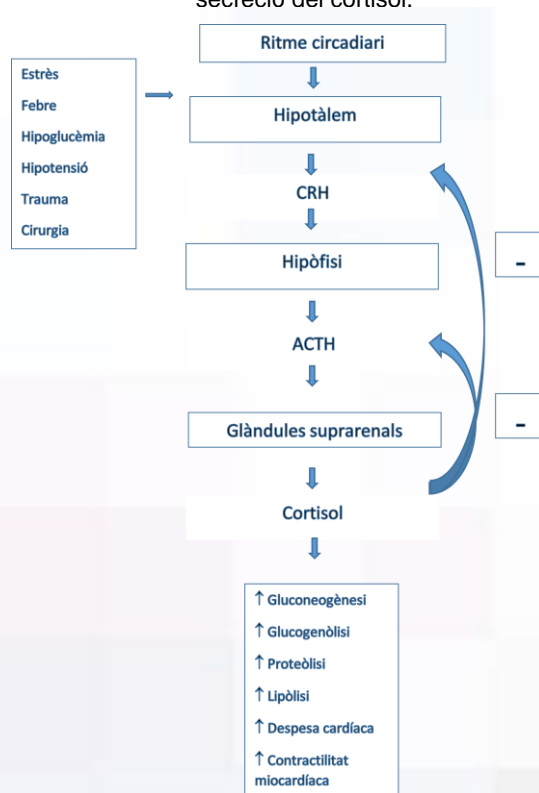 secreció del cortisol.
Ritme circadiari
Estrès
Febre
Hipoglucèmia
Hipotensió
Trauma
Cirurgia
Hipotàlem
CRH
Hipòfisi
-
ACTH
-
Glàndules suprarenals
Cortisol
↑ Gluconeogènesi
↑ Glucogenòlisi
↑ Proteòlisi
↑ Lipòlisi
↑ Despesa cardíaca
↑ Contractilitat
miocardíaca